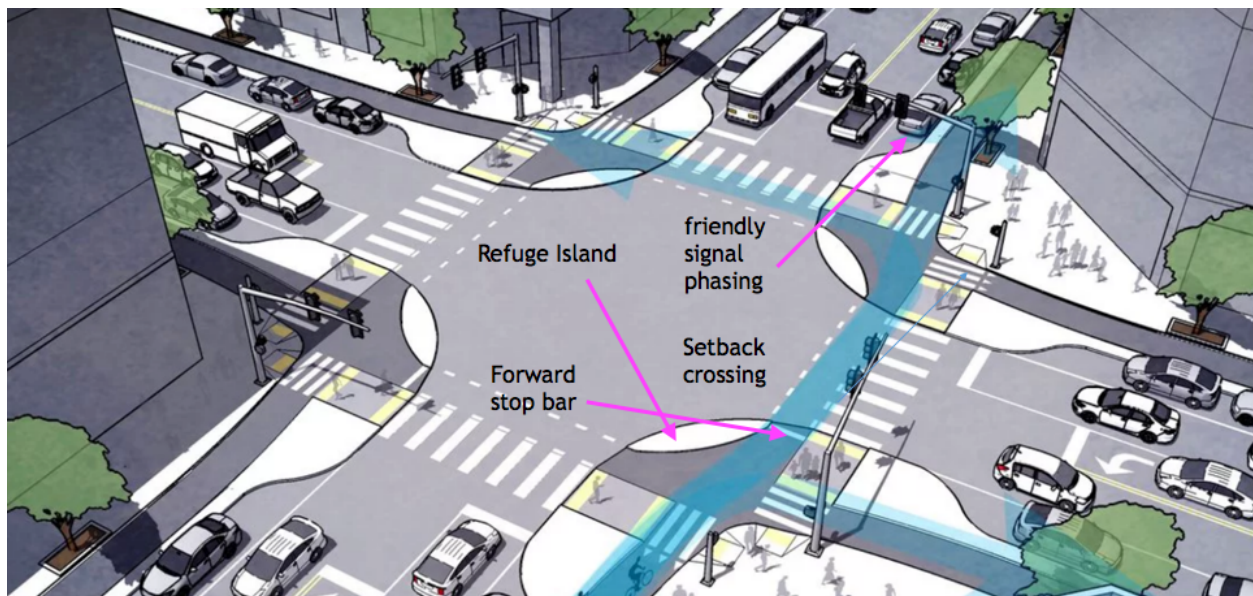 Refuge Island
friendly
signal
phasing
Forward
stop bar
Setback
crossing